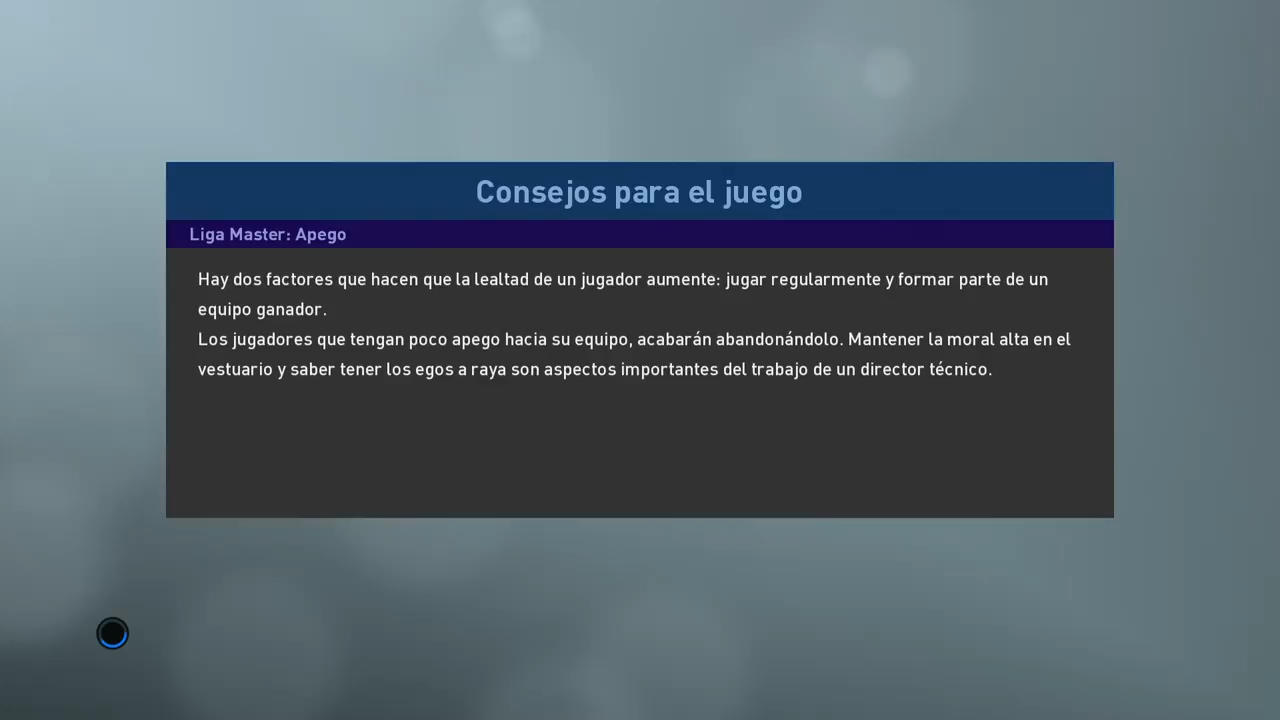 Consejos para el juego
Liga Master: Apego
Hay dos factores que hacen que la lealtad de un jugador aumente: jugar regularmente y formar parte de un
equipo ganador.
Los jugadores que tengan poco apego hacia su equipo, acabarán abandonándolo. Mantener la moral alta en el
vestuario y saber tener los egos a raya son aspectos importantes del trabajo de un director técnico.